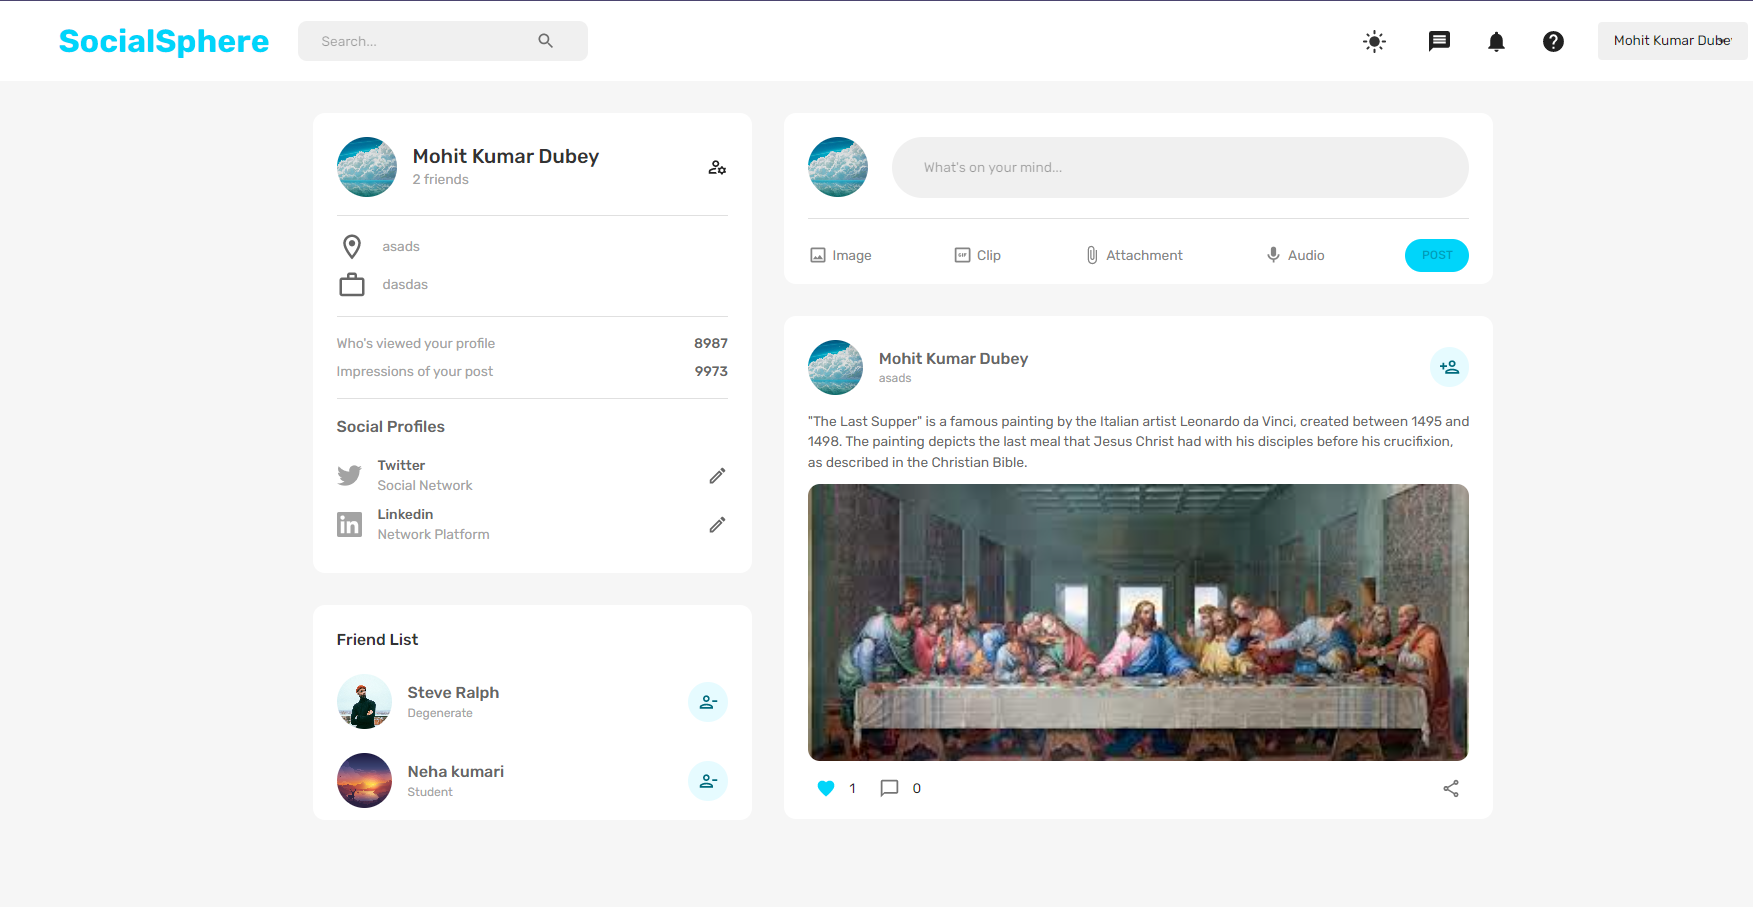 SocialSphere
Search...
Mohit Kumar Dube
Mohit Kumar Dubey
2 friends
asads
dasdas
Who's viewed your profile 8987
Impressions of your post 9973
Social Profiles
Twitter
Social Network
Linkedin
Network Platform
Friend List
Steve Ralph
Degenerate
Neha kumari
Student
What's on your mind...
Image Clip Attachment Audio POST
Mohit Kumar Dubey
asads
"The Last Supper" is a famous painting by the Italian artist Leonardo da Vinci, created between 1495 and
1498. The painting depicts the last meal that Jesus Christ had with his disciples before his crucifixion,
as described in the Christian Bible.
1 0